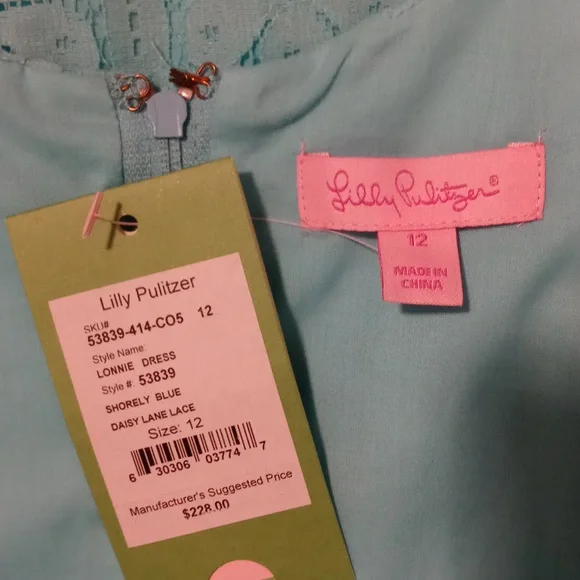 Lilly Pulitzer®
12
MADE IN
CHINA
Lilly Pulitzer
SKU#
53839-414-CO5 12
Style Name:
LONNIE DRESS
Style #: 53839
SHORELY BLUE
DAISY LANE LACE
Size: 12
6 30306 03774 7
Manufacturer's Suggested Price
$228.00